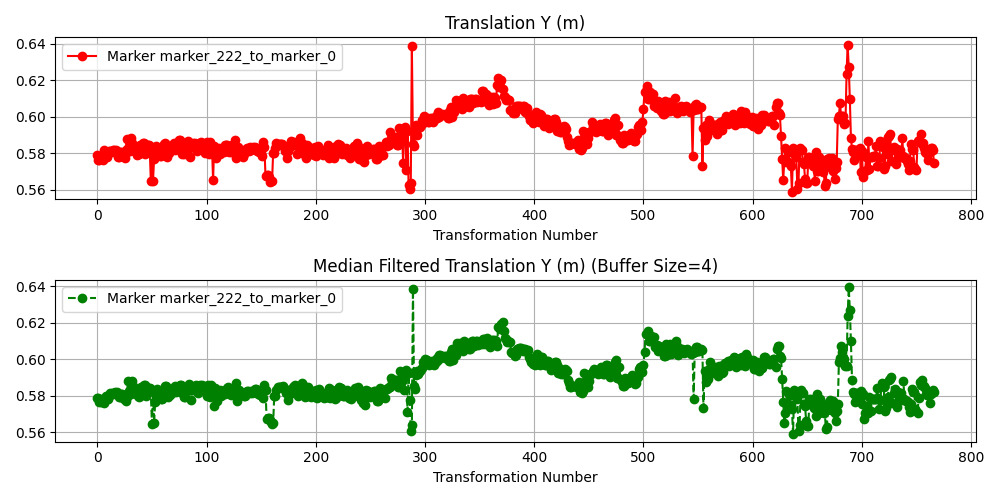 Translation Y (m)
0.64
0.62
0.60
0.58
0.56
Marker marker_222_to_marker_0
0 100 200 300 400 500 600 700 800
Transformation Number
Median Filtered Translation Y (m) (Buffer Size=4)
0.64
0.62
0.60
0.58
0.56
Marker marker_222_to_marker_0
0 100 200 300 400 500 600 700 800
Transformation Number